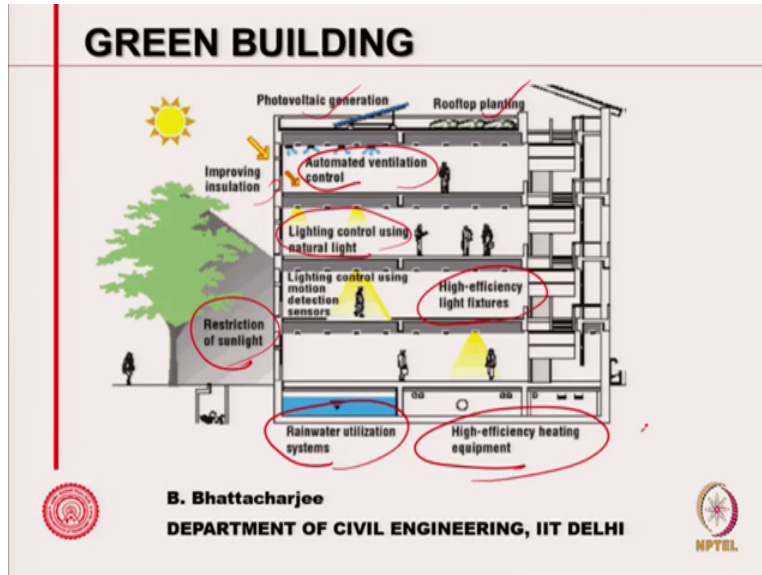 GREEN BUILDING
Photovoltaic generation
Rooftop planting
Improving
insulation
Automated ventilation
control
Lighting control using
natural light
Lighting control using
motion
detection
sensors
High-efficiency
light fixtures
Restriction
of sunlight
Rainwater utilization
systems
High-efficiency heating
equipment
B. Bhattacharjee
DEPARTMENT OF CIVIL ENGINEERING, IIT DELHI
NPTEL